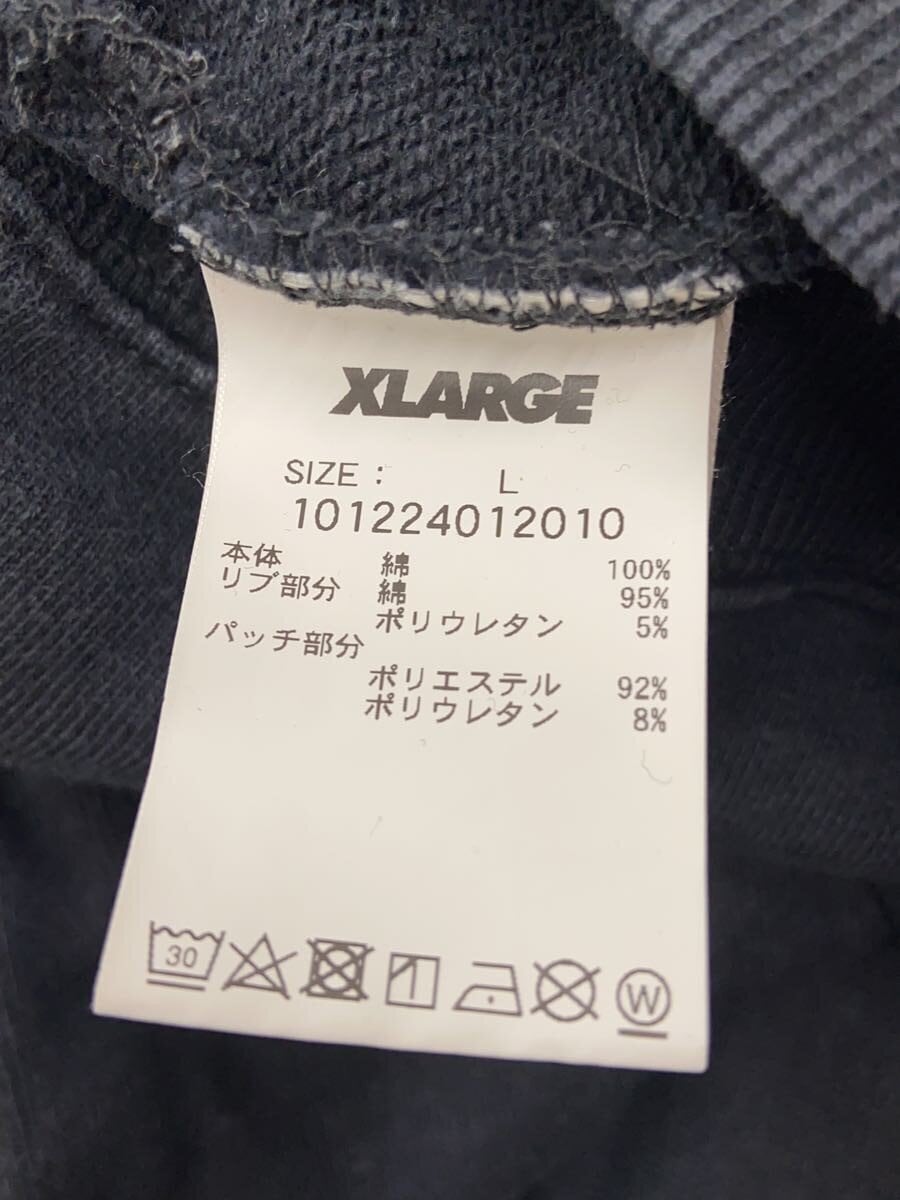 XLARGE
SIZE : L
101224012010
本体 綿 100%
リブ部分 綿 95%
ポリウレタン 5%
パッチ部分
ポリエステル 92%
ポリウレタン 8%
30
W